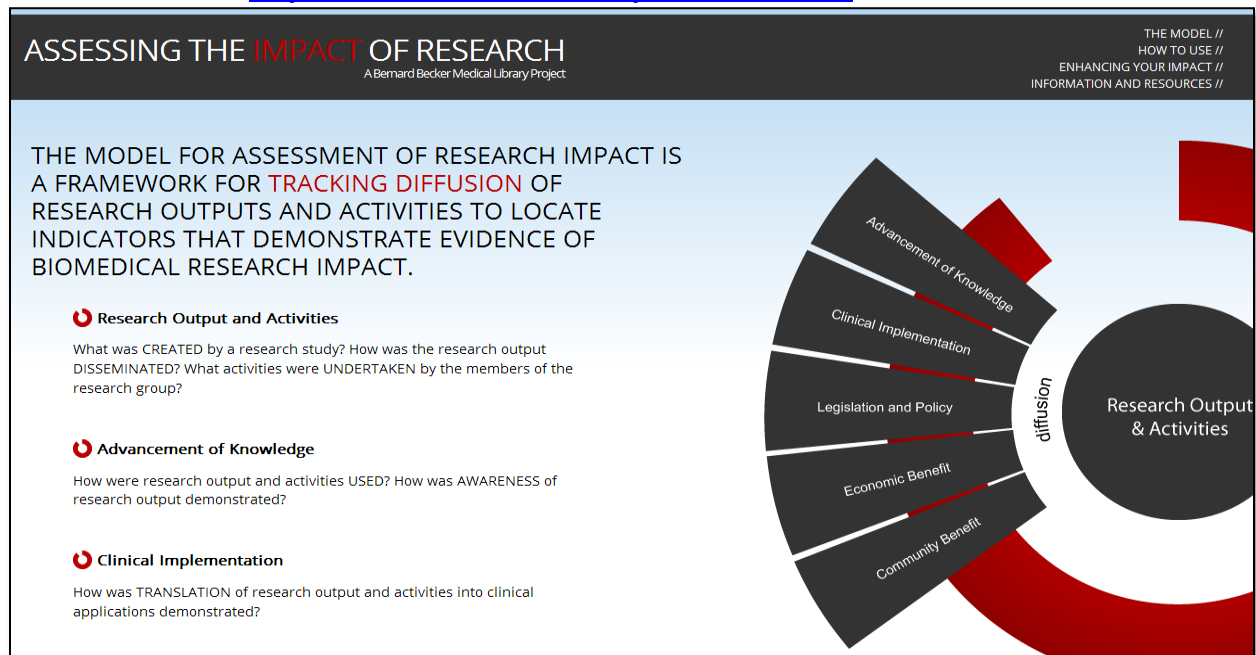 ASSESSING THE IMPACT OF RESEARCH
A Bernard Becker Medical Library Project
THE MODEL //
HOW TO USE //
ENHANCING YOUR IMPACT //
INFORMATION AND RESOURCES //
THE MODEL FOR ASSESSMENT OF RESEARCH IMPACT IS
A FRAMEWORK FOR TRACKING DIFFUSION OF
RESEARCH OUTPUTS AND ACTIVITIES TO LOCATE
INDICATORS THAT DEMONSTRATE EVIDENCE OF
BIOMEDICAL RESEARCH IMPACT.
Research Output and Activities
What was CREATED by a research study? How was the research output
DISSEMINATED? What activities were UNDERTAKEN by the members of the
research group?
Advancement of Knowledge
How were research output and activities USED? How was AWARENESS of
research output demonstrated?
Clinical Implementation
How was TRANSLATION of research output and activities into clinical
applications demonstrated?
Advancement of Knowledge
Clinical Implementation
Legislation and Policy
Economic Benefit
Community Benefit
diffusion
Research Output
& Activities